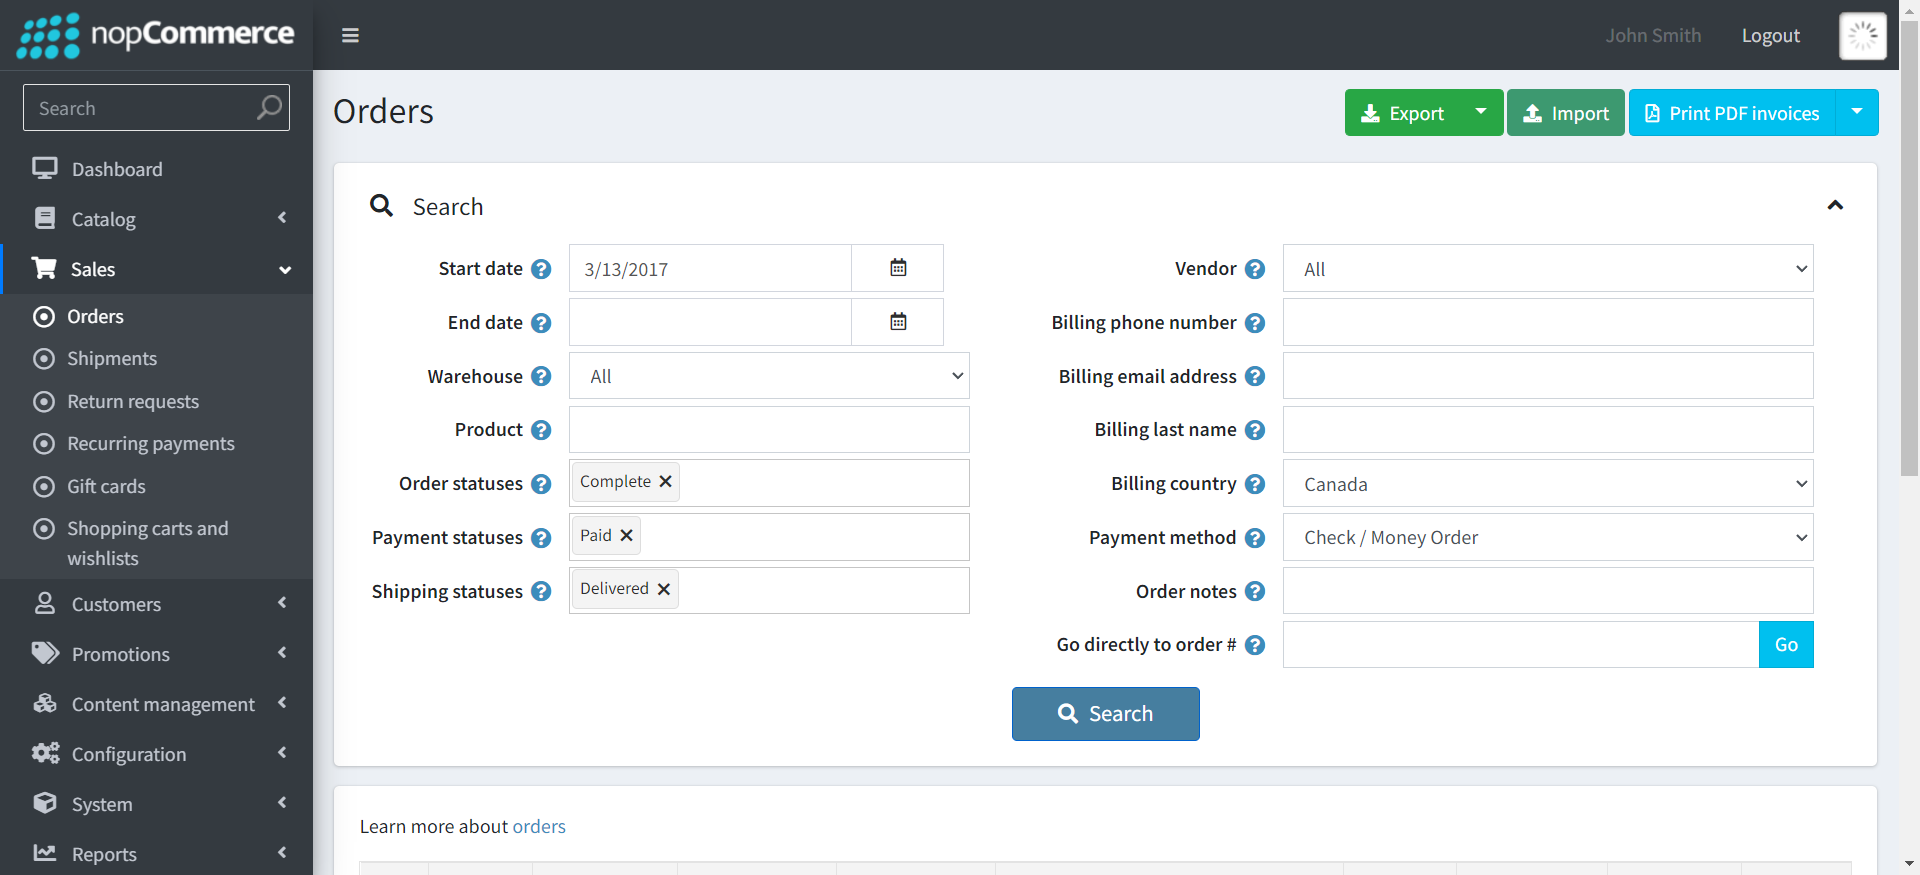 nopCommerce
John Smith
Logout
Search
Dashboard
Catalog
Sales
Orders
Shipments
Return requests
Recurring payments
Gift cards
Shopping carts and
wishlists
Customers
Promotions
Content management
Configuration
System
Reports
Orders
Export
Import
Print PDF invoices
Search
Start date
3/13/2017
End date
Warehouse
All
Product
Order statuses
Complete
Payment statuses
Paid
Shipping statuses
Delivered
Vendor
All
Billing phone number
Billing email address
Billing last name
Billing country
Canada
Payment method
Check / Money Order
Order notes
Go directly to order #
Go
Search
Learn more about orders